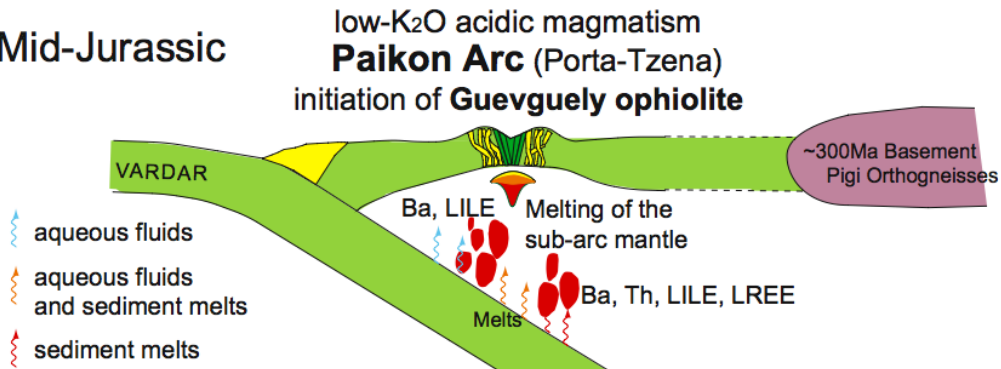 Mid-Jurassic
low-K2O acidic magmatism
Paikon Arc (Porta-Tzena)
initiation of Guevguely ophiolite
VARDAR
~300Ma Basement
Pigi Orthogneisses
Ba, LILE
Melting of the
sub-arc mantle
aqueous fluids
aqueous fluids
and sediment melts
Ba, Th, LILE, LREE
Melts
sediment melts